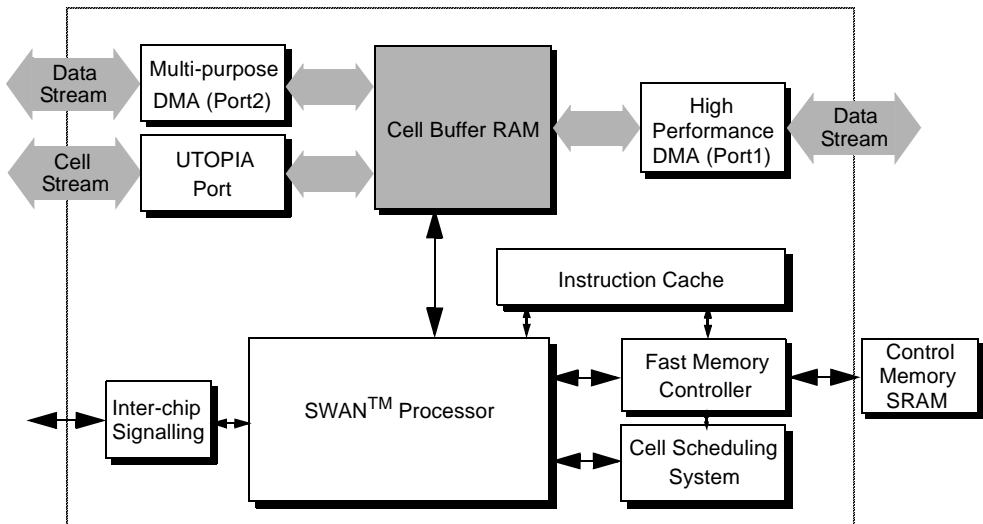 Data
Stream
Multi-purpose
DMA (Port2)
Cell Buffer RAM
High
Performance
DMA (Port1)
Data
Stream
Cell
Stream
UTOPIA
Port
Instruction Cache
SWAN™ Processor
Fast Memory
Controller
Control
Memory
SRAM
Inter-chip
Signalling
Cell Scheduling
System